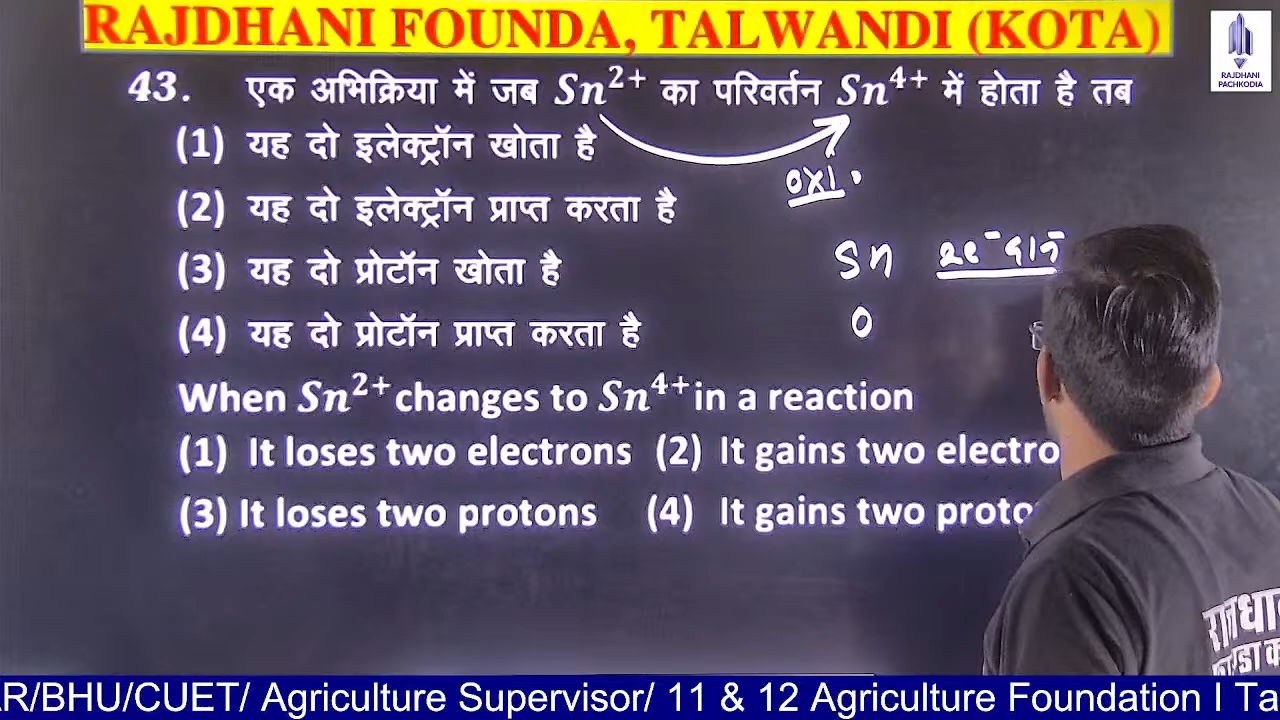 RAJDHANI FOUNDA, TALWANDI (KOTA)
RAJDHANI
PACHKODIA
43. एक अभिक्रिया में जब Sn²⁺ का परिवर्तन Sn⁴⁺ में होता है तब
(1) यह दो इलेक्ट्रॉन खोता है
oxi.
(2) यह दो इलेक्ट्रॉन प्राप्त करता है
Sn 2e⁻ दान
(3) यह दो प्रोटॉन खोता है
0
(4) यह दो प्रोटॉन प्राप्त करता है
When Sn²⁺ changes to Sn⁴⁺ in a reaction
(1) It loses two electrons (2) It gains two electro
(3) It loses two protons (4) It gains two proto
AR/BHU/CUET/ Agriculture Supervisor/ 11 & 12 Agriculture Foundation I Ta